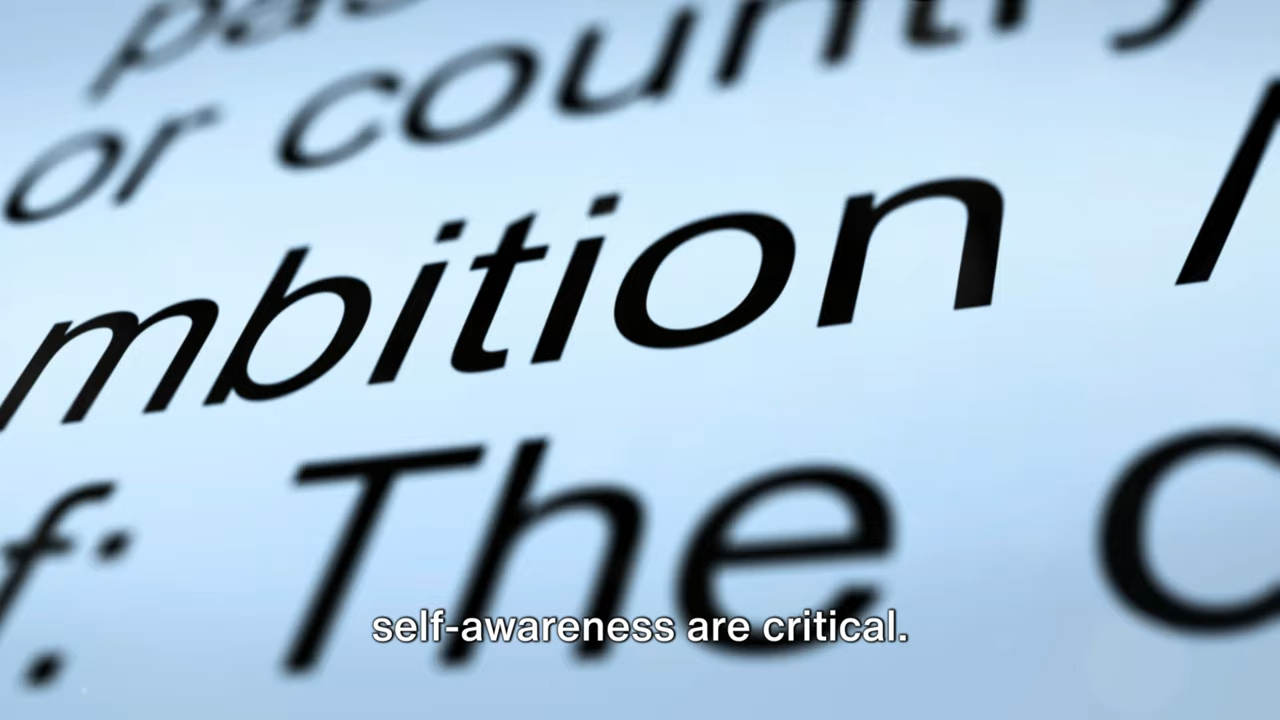 or country
mbition
f: The
self-awareness are critical.